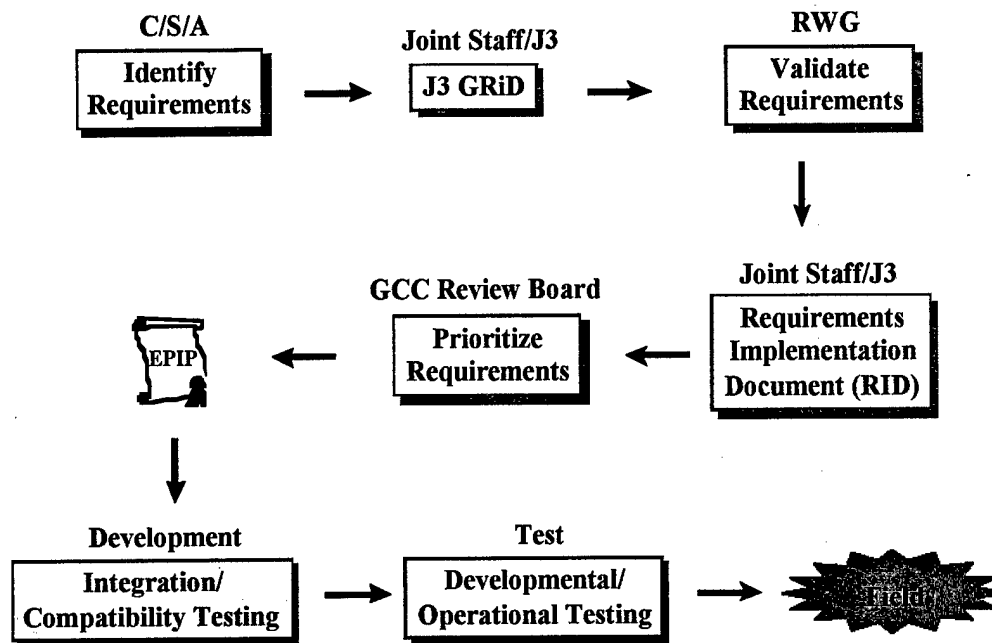 C/S/A
Identify
Requirements
Joint Staff/J3
J3 GRiD
RWG
Validate
Requirements
Joint Staff/J3
Requirements
Implementation
Document (RID)
GCC Review Board
Prioritize
Requirements
EPIP
Development
Integration/
Compatibility Testing
Test
Developmental/
Operational Testing
Field